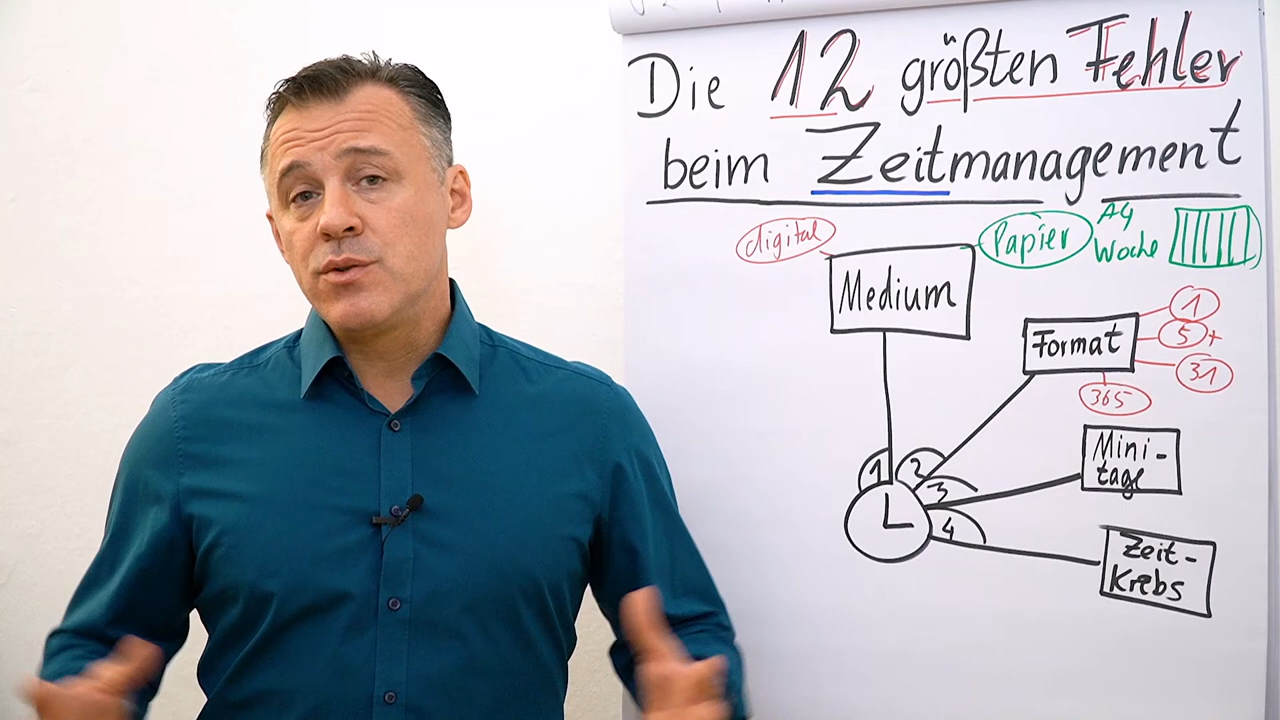 Die 12 größten Fehler
beim Zeitmanagement
digital
Papier
A4
Woche
Medium
Format
1
5+
31
365
Mini-
tage
Zeit-
Krebs
1
2
3
4